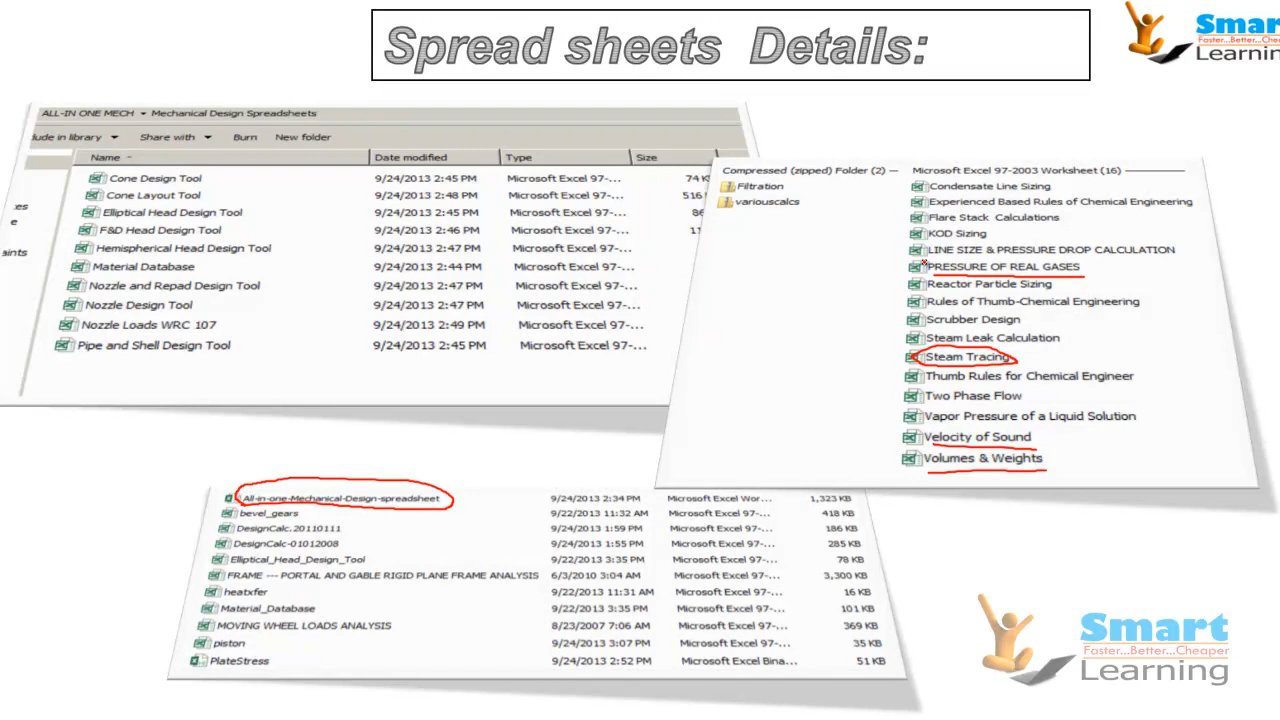 Spread sheets Details:
Smar
Faster...Better...Cheape
Learning
ALL-IN ONE MECH Mechanical Design Spreadsheets
lude in library Share with Burn New folder
Name Date modified Type Size
Cone Design Tool 9/24/2013 2:45 PM Microsoft Excel 97-... 74 K
Cone Layout Tool 9/24/2013 2:48 PM Microsoft Excel 97-... 516
Elliptical Head Design Tool 9/24/2013 2:45 PM Microsoft Excel 97-... 86
F&D Head Design Tool 9/24/2013 2:46 PM Microsoft Excel 97-...
Hemispherical Head Design Tool 9/24/2013 2:47 PM Microsoft Excel 97-...
Material Database 9/24/2013 2:44 PM Microsoft Excel 97-...
Nozzle and Repad Design Tool 9/24/2013 2:47 PM Microsoft Excel 97-...
Nozzle Design Tool 9/24/2013 2:47 PM Microsoft Excel 97-...
Nozzle Loads WRC 107 9/24/2013 2:49 PM Microsoft Excel 97-...
Pipe and Shell Design Tool 9/24/2013 2:45 PM Microsoft Excel 97-...
aints
Compressed (zipped) Folder (2) Microsoft Excel 97-2003 Worksheet (16)
Filtration Condensate Line Sizing
variouscalcs Experienced Based Rules of Chemical Engineering
Flare Stack Calculations
KOD Sizing
LINE SIZE & PRESSURE DROP CALCULATION
PRESSURE OF REAL GASES
Reactor Particle Sizing
Rules of Thumb-Chemical Engineering
Scrubber Design
Steam Leak Calculation
Steam Tracing
Thumb Rules for Chemical Engineer
Two Phase Flow
Vapor Pressure of a Liquid Solution
Velocity of Sound
Volumes & Weights
All-in-one-Mechanical-Design-spreadsheet 9/24/2013 2:34 PM Microsoft Excel Wor... 1,323 KB
bevel_gears 9/22/2013 11:32 AM Microsoft Excel 97-... 418 KB
DesignCalc.20110111 9/24/2013 1:59 PM Microsoft Excel 97-... 186 KB
DesignCalc-01012008 9/24/2013 1:55 PM Microsoft Excel 97-... 285 KB
Elliptical_Head_Design_Tool 9/22/2013 3:35 PM Microsoft Excel 97-... 78 KB
FRAME --- PORTAL AND GABLE RIGID PLANE FRAME ANALYSIS 6/3/2010 3:04 AM Microsoft Excel 97-... 3,300 KB
heatxfer 9/22/2013 11:31 AM Microsoft Excel 97-... 16 KB
Material_Database 9/22/2013 3:35 PM Microsoft Excel 97-... 101 KB
MOVING WHEEL LOADS ANALYSIS 8/23/2007 7:06 AM Microsoft Excel 97-... 369 KB
piston 9/24/2013 3:07 PM Microsoft Excel 97-... 35 KB
PlateStress 9/24/2013 2:52 PM Microsoft Excel Bina... 51 KB
Smart
Faster...Better...Cheaper
Learning